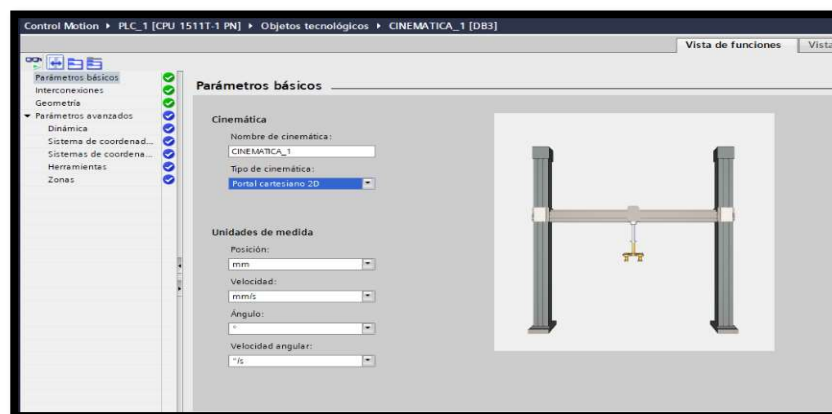 Control Motion ▸ PLC_1 [CPU 1511T-1 PN] ▸ Objetos tecnológicos ▸ CINEMATICA_1 [DB3]
Vista de funciones
Vista
Parámetros básicos
Interconexiones
Geometría
Parámetros avanzados
Dinámica
Sistema de coordenad...
Sistemas de coordena...
Herramientas
Zonas
Parámetros básicos
Cinemática
Nombre de cinemática:
CINEMATICA_1
Tipo de cinemática:
Portal cartesiano 2D
Unidades de medida
Posición:
mm
Velocidad:
mm/s
Ángulo:
°
Velocidad angular:
°/s